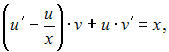 (u' − u/x)·v + u·v' = x,